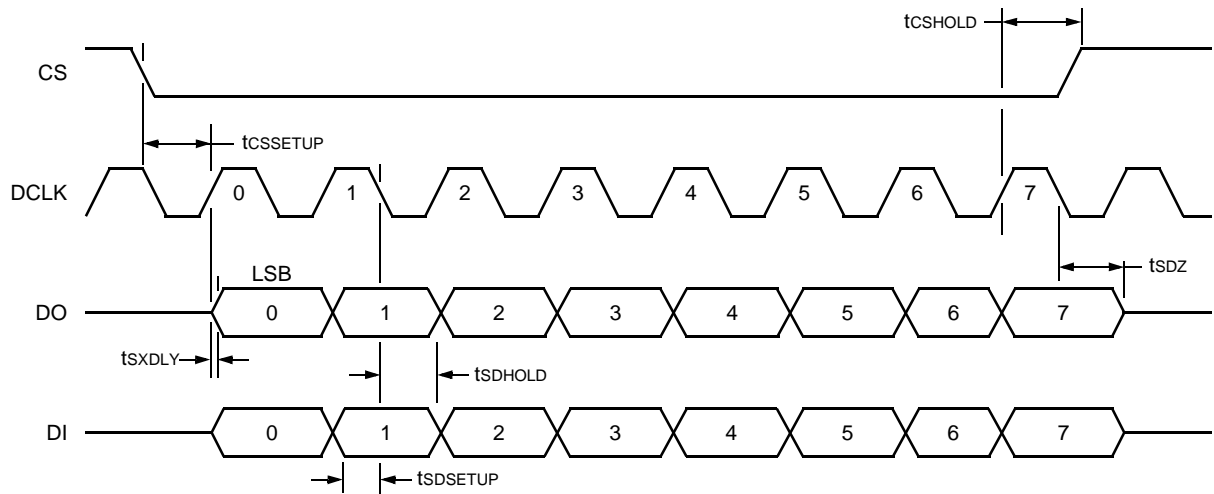 tCSHOLD
CS
tCSSETUP
DCLK 0 1 2 3 4 5 6 7
tSDZ
LSB
DO 0 1 2 3 4 5 6 7
tSXDLY
tSDHOLD
DI 0 1 2 3 4 5 6 7
tSDSETUP